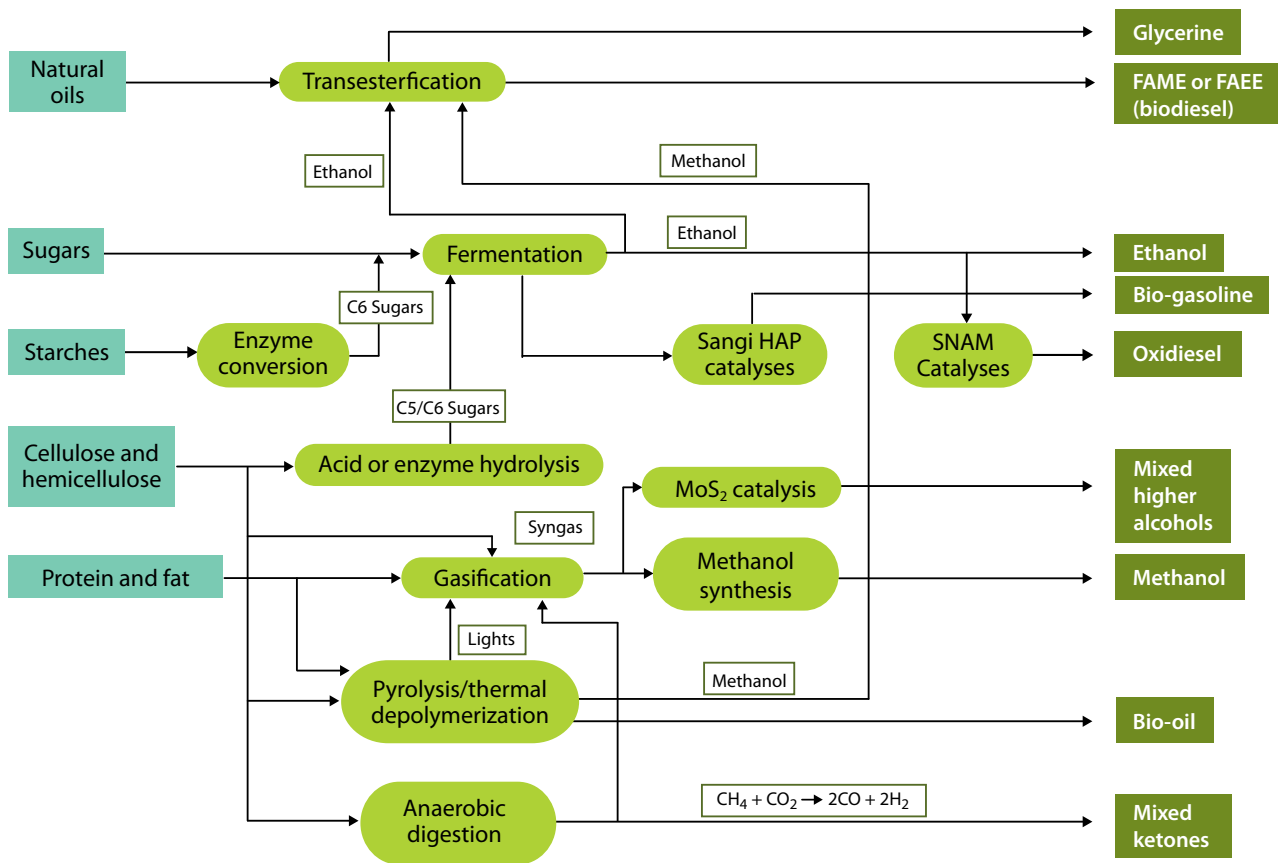 Glycerine
Natural
oils
Transesterfication
FAME or FAEE
(biodiesel)
Ethanol
Methanol
Sugars
Fermentation
Ethanol
Ethanol
C6 Sugars
Bio-gasoline
Starches
Enzyme
conversion
Sangi HAP
catalyses
SNAM
Catalyses
Oxidiesel
C5/C6 Sugars
Cellulose and
hemicellulose
Acid or enzyme hydrolysis
MoS₂ catalysis
Mixed
higher
alcohols
Syngas
Protein and fat
Gasification
Methanol
synthesis
Methanol
Lights
Pyrolysis/thermal
depolymerization
Methanol
Bio-oil
Anaerobic
digestion
CH₄ + CO₂ → 2CO + 2H₂
Mixed
ketones